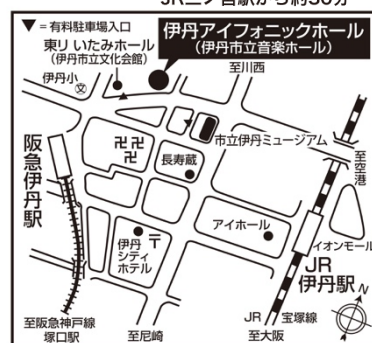 JR三ノ宮駅から約30分
▼=有料駐車場入口
伊丹アイフォニックホール
(伊丹市立音楽ホール)
東リ いたみホール
(伊丹市立文化会館)
伊丹小
文
至川西
市立伊丹ミュージアム
長寿蔵
至空港
阪急伊丹駅
アイホール
伊丹
シティ
ホテル
〒
イオンモール
JR
伊丹駅
N
至阪急神戸線
塚口駅
至尼崎
JR 宝塚線
至大阪